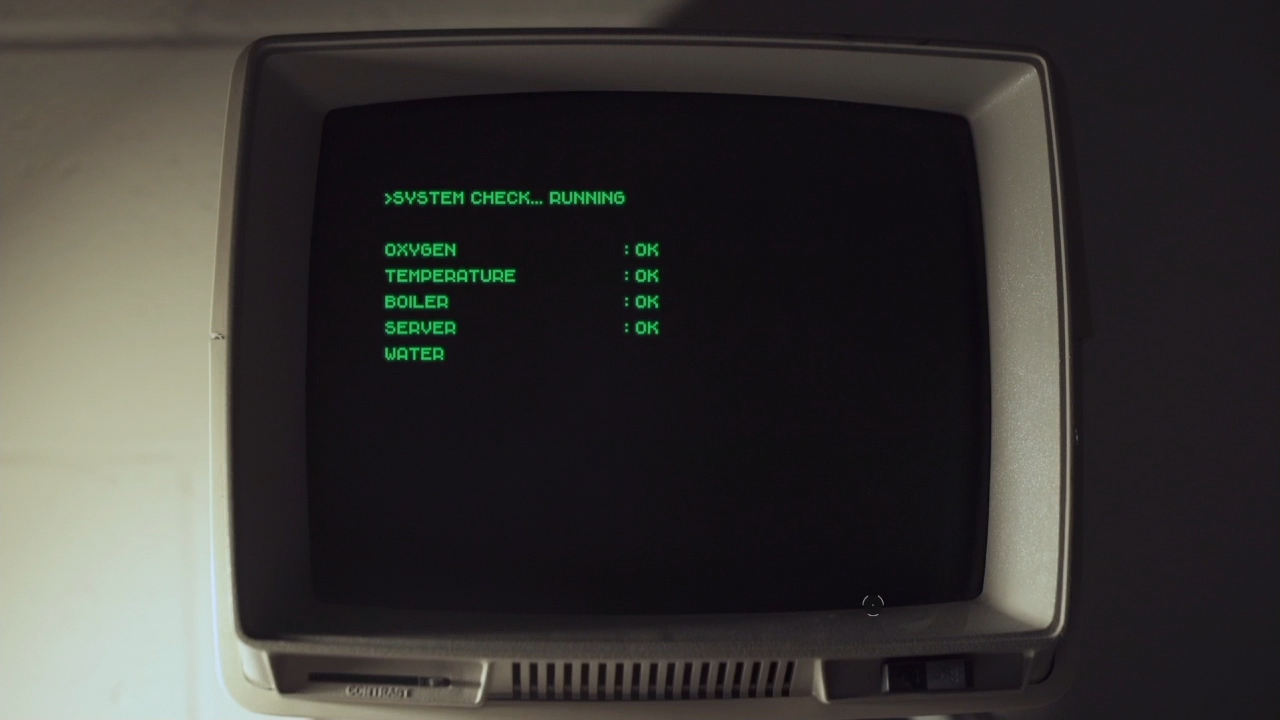 >SYSTEM CHECK... RUNNING
OXYGEN : OK
TEMPERATURE : OK
BOILER : OK
SERVER : OK
WATER
CONTRAST